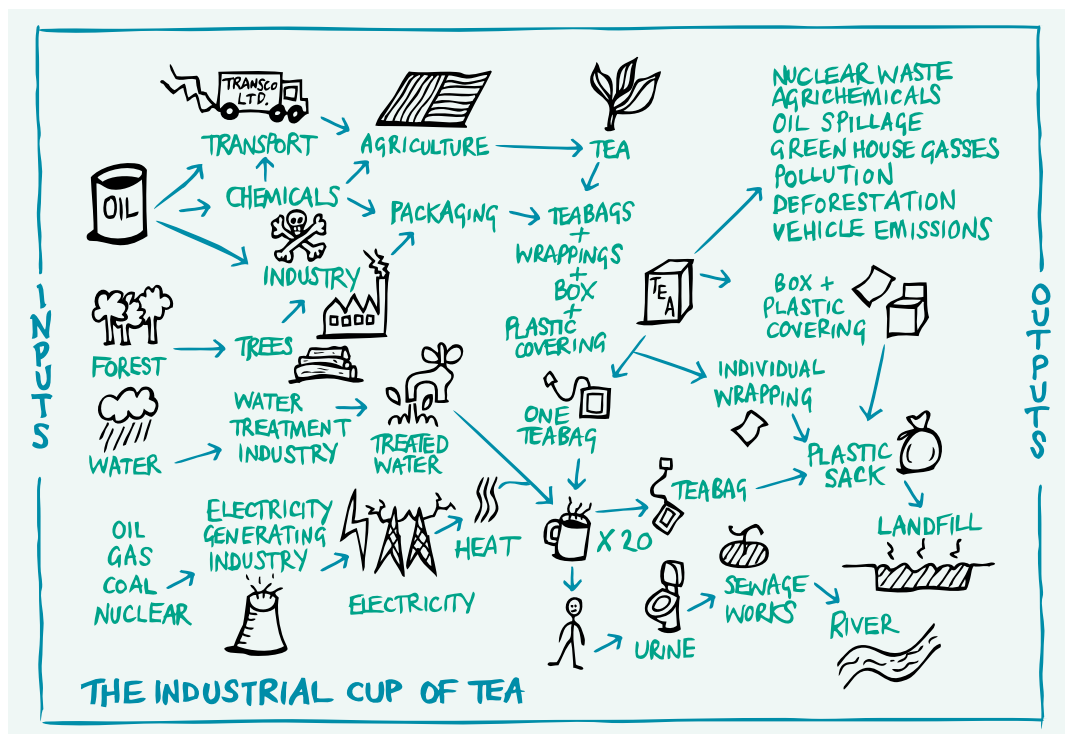 TRANSCO
LTD.
TRANSPORT
AGRICULTURE
TEA
NUCLEAR WASTE
AGRICHEMICALS
OIL SPILLAGE
GREEN HOUSE GASSES
POLLUTION
DEFORESTATION
VEHICLE EMISSIONS
OIL
CHEMICALS
PACKAGING
TEABAGS
+
WRAPPINGS
+
BOX
+
PLASTIC
COVERING
INDUSTRY
TEA
BOX +
PLASTIC
COVERING
INPUTS
OUTPUTS
FOREST
TREES
INDIVIDUAL
WRAPPING
ONE
TEABAG
WATER
WATER
TREATMENT
INDUSTRY
TREATED
WATER
PLASTIC
SACK
TEABAG
LANDFILL
OIL
GAS
COAL
NUCLEAR
ELECTRICITY
GENERATING
INDUSTRY
HEAT
X 20
ELECTRICITY
SEWAGE
WORKS
URINE
RIVER
THE INDUSTRIAL CUP OF TEA